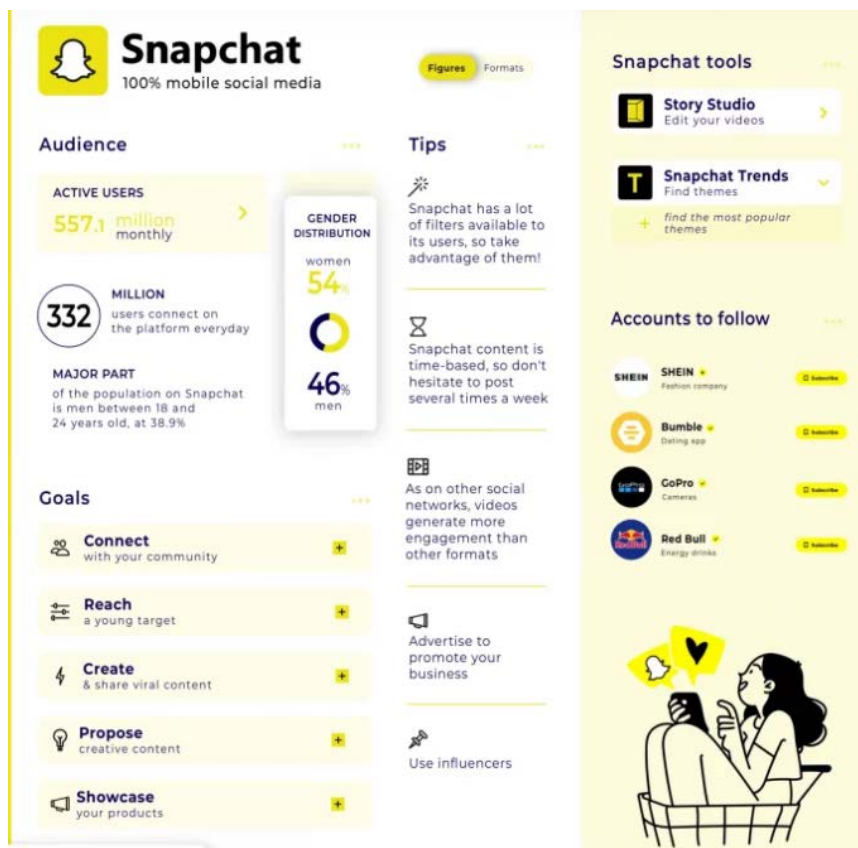 Snapchat
100% mobile social media
Figures
Formats
Audience
ACTIVE USERS
557.1 million
monthly
332
MILLION
users connect on
the platform everyday
MAJOR PART
of the population on Snapchat
is men between 18 and
24 years old, at 38.9%
GENDER
DISTRIBUTION
women
54%
46%
men
Goals
Connect
with your community
Reach
a young target
Create
& share viral content
Propose
creative content
Showcase
your products
Tips
Snapchat has a lot
of filters available to
its users, so take
advantage of them!
Snapchat content is
time-based, so don't
hesitate to post
several times a week
As on other social
networks, videos
generate more
engagement than
other formats
Advertise to
promote your
business
Use influencers
Snapchat tools
Story Studio
Edit your videos
T
Snapchat Trends
Find themes
+ find the most popular
themes
Accounts to follow
SHEIN
SHEIN
Fashion company
Subscribe
Bumble
Dating app
Subscribe
GoPro
GoPro
Cameras
Subscribe
RedBull
Red Bull
Energy drinks
Subscribe